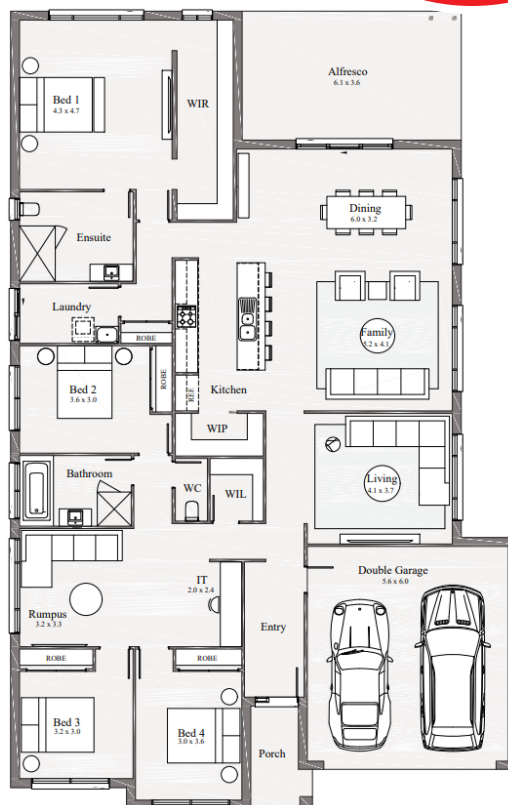 Bed 1
4.3 x 4.7
WIR
Alfresco
6.1 x 3.6
Dining
6.0 x 3.2
Ensuite
Laundry
ROBE
Family
5.2 x 4.1
Bed 2
3.6 x 3.0
ROBE
REF
Kitchen
WIP
Bathroom
WC
WIL
Living
4.1 x 3.7
IT
2.0 x 2.4
Double Garage
5.6 x 6.0
Rumpus
3.2 x 3.3
Entry
ROBE
ROBE
Bed 3
3.2 x 3.0
Bed 4
3.0 x 3.6
Porch